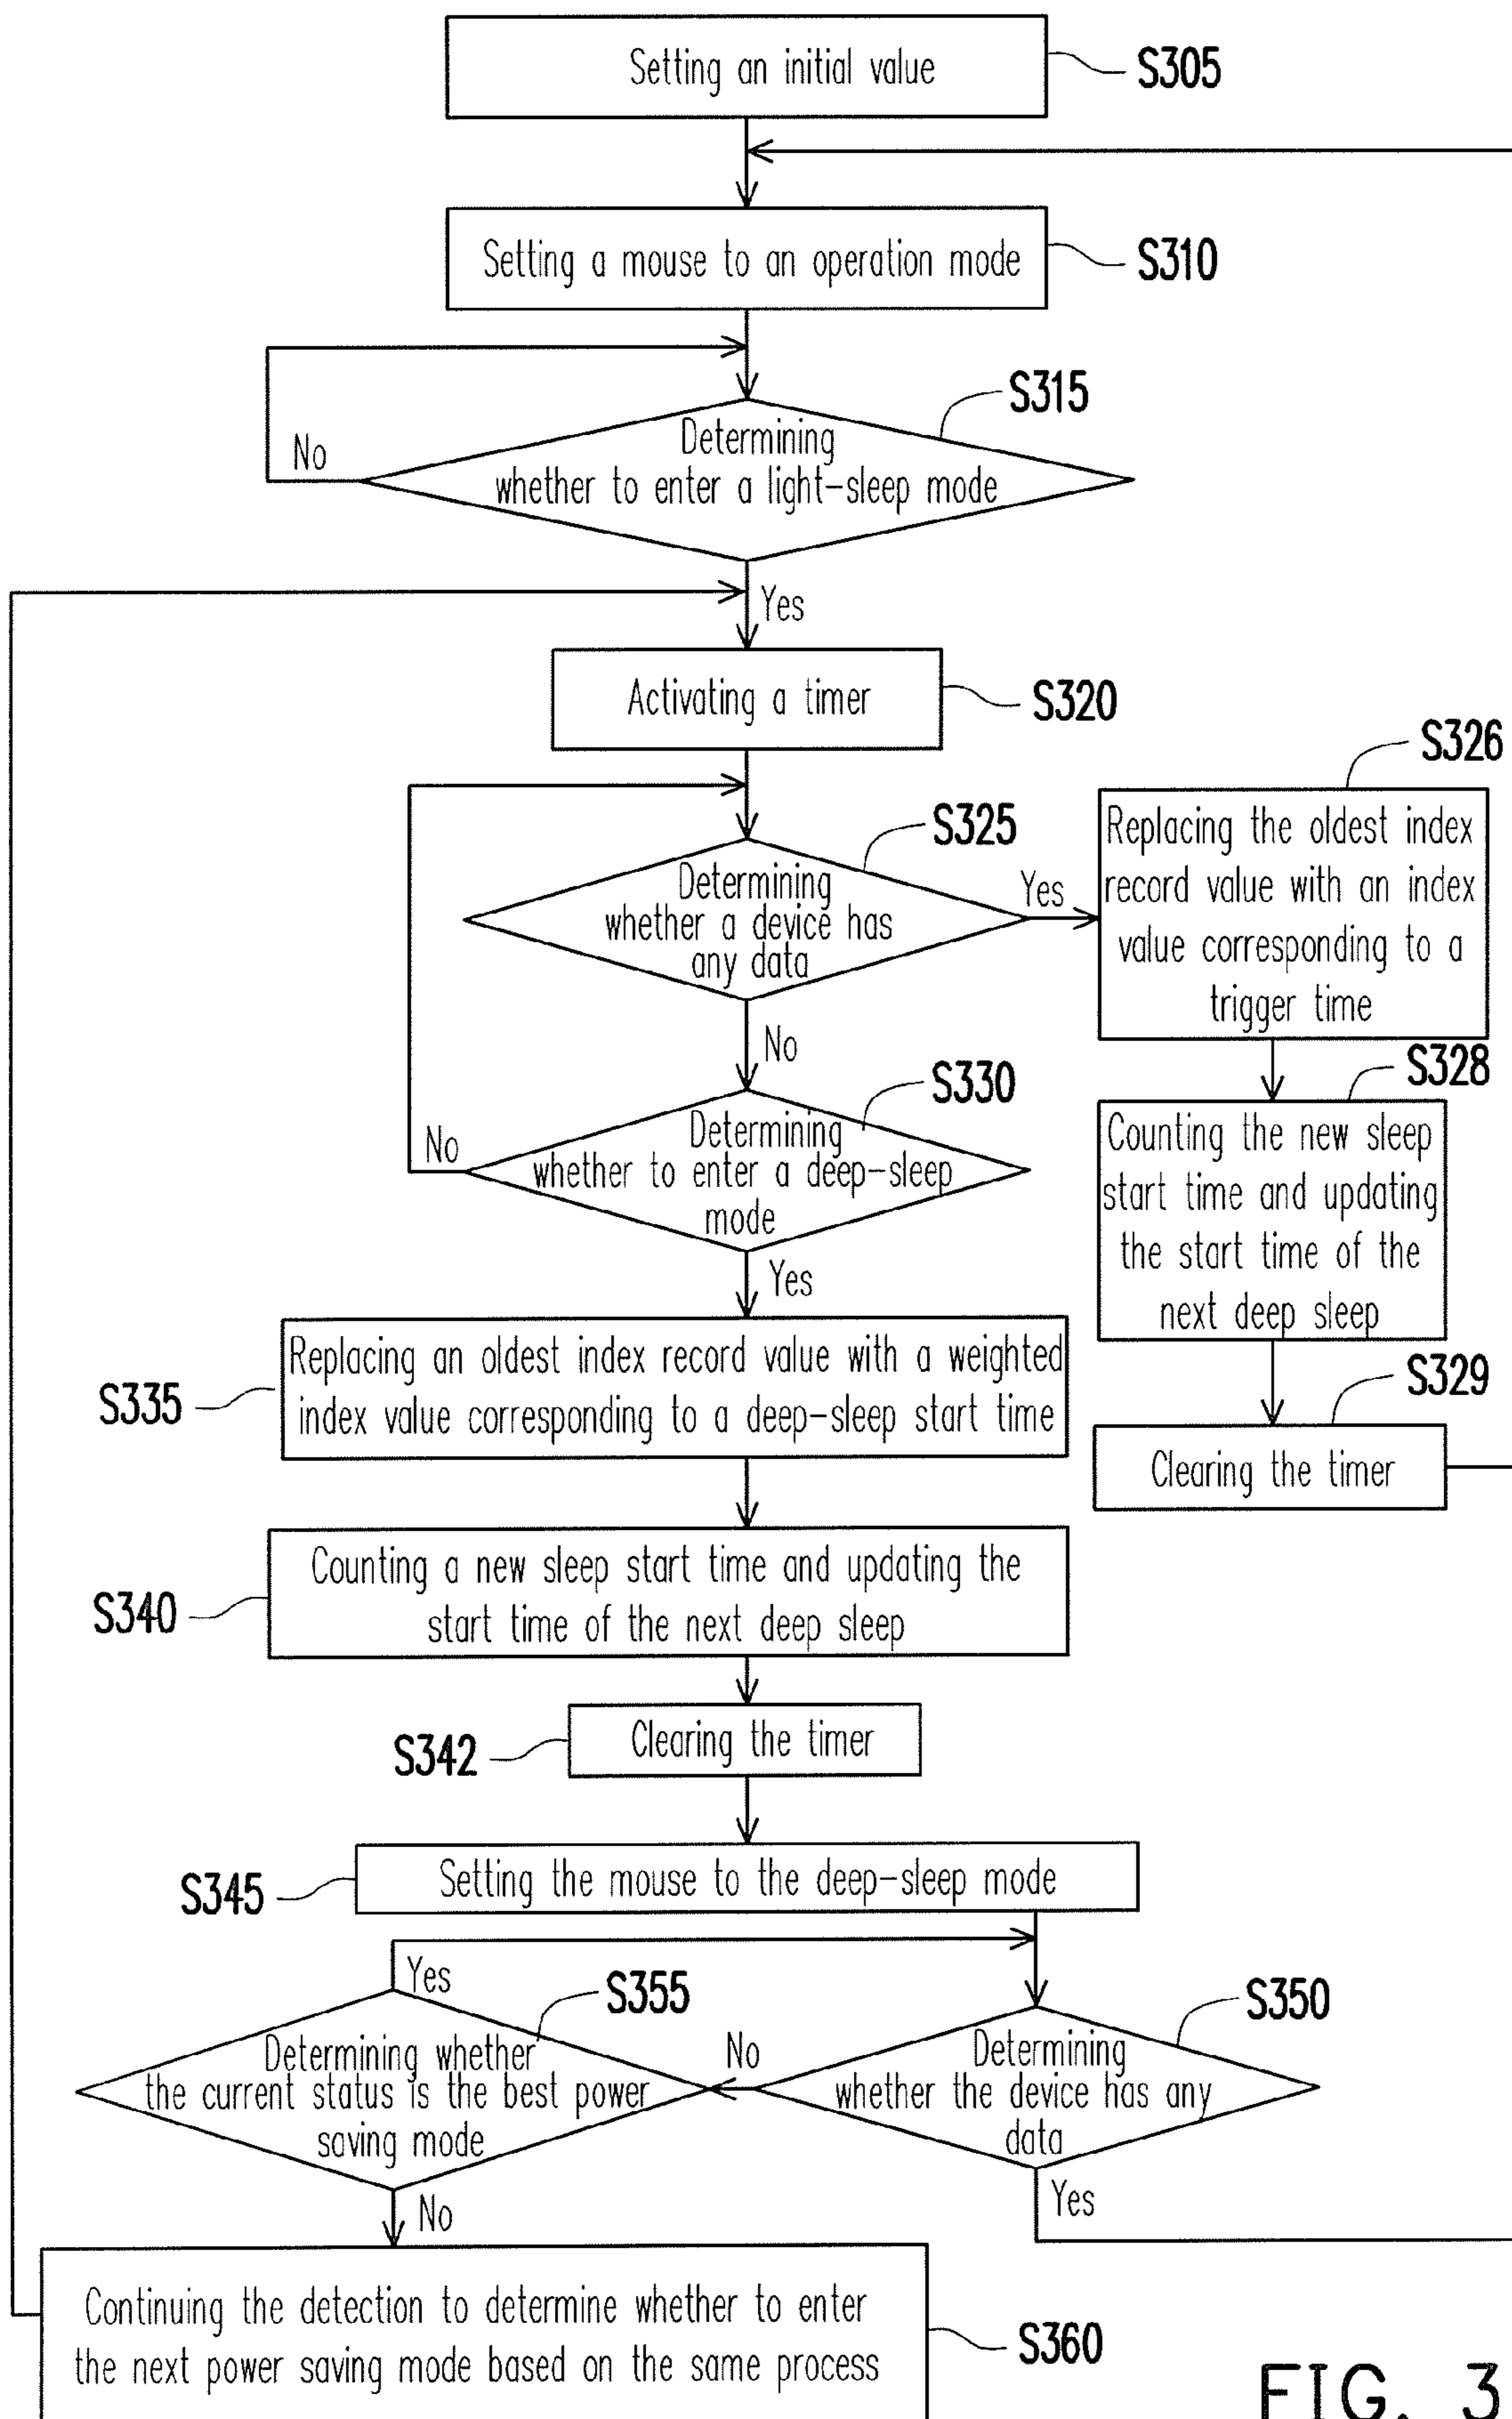 Setting an initial value
S305
Setting a mouse to an operation mode
S310
S315
Determining
whether to enter a light-sleep mode
No
Yes
Activating a timer
S320
S325
Determining
whether a device has
any data
Yes
No
S326
Replacing the oldest index
record value with an index
value corresponding to a
trigger time
S328
Counting the new sleep
start time and updating
the start time of the
next deep sleep
S329
Clearing the timer
S330
Determining
whether to enter a deep-sleep
mode
No
Yes
S335
Replacing an oldest index record value with a weighted
index value corresponding to a deep-sleep start time
S340
Counting a new sleep start time and updating the
start time of the next deep sleep
S342
Clearing the timer
S345
Setting the mouse to the deep-sleep mode
S350
Determining
whether the device has any
data
No
Yes
S355
Determining whether
the current status is the best power
saving mode
Yes
No
Continuing the detection to determine whether to enter
the next power saving mode based on the same process
S360
FIG. 3